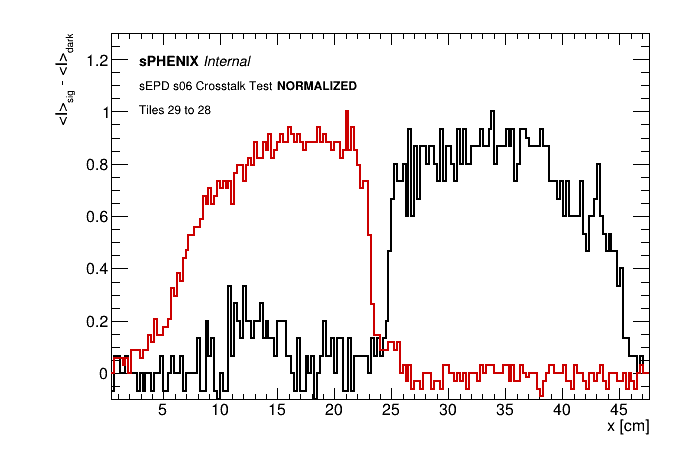 <I>sig - <I>dark
sPHENIX Internal
sEPD s06 Crosstalk Test NORMALIZED
Tiles 29 to 28
1.2
1
0.8
0.6
0.4
0.2
0
5 10 15 20 25 30 35 40 45
x [cm]